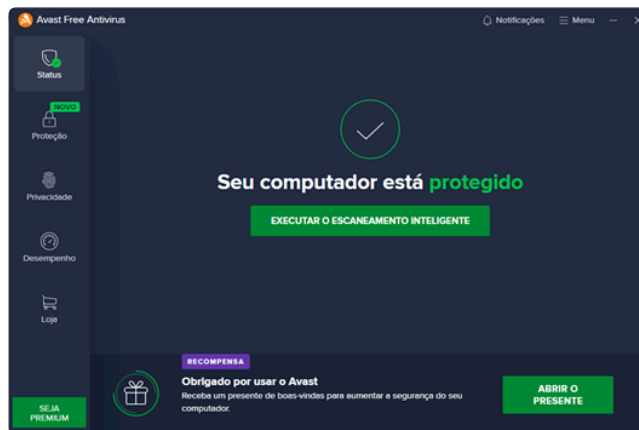 Avast Free Antivirus
Notificações
Menu
Status
NOVO
Proteção
Privacidade
Desempenho
Loja
SEJA
PREMIUM
Seu computador está protegido
EXECUTAR O ESCANEAMENTO INTELIGENTE
RECOMPENSA
Obrigado por usar o Avast
Receba um presente de boas-vindas para aumentar a segurança do seu
computador.
ABRIR O
PRESENTE